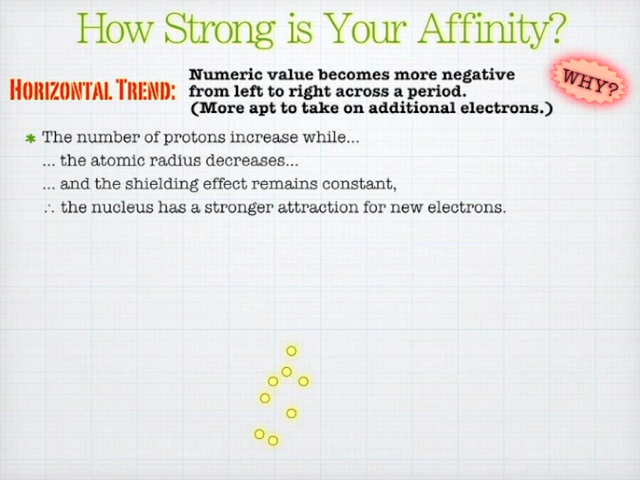 How Strong is Your Affinity?
HORIZONTAL TREND:
Numeric value becomes more negative
from left to right across a period.
(More apt to take on additional electrons.)
WHY?
* The number of protons increase while...
... the atomic radius decreases...
... and the shielding effect remains constant,
∴ the nucleus has a stronger attraction for new electrons.